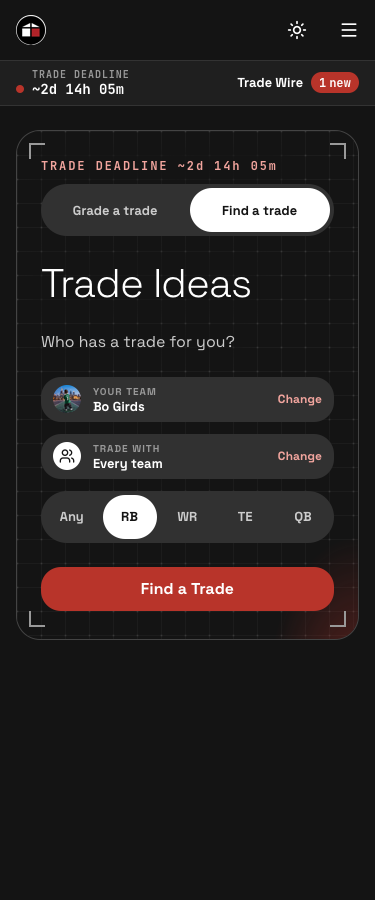 TRADE DEADLINE
~2d 14h 05m
Trade Wire
1 new
TRADE DEADLINE ~2d 14h 05m
Grade a trade
Find a trade
Trade Ideas
Who has a trade for you?
YOUR TEAM
Bo Girds
Change
TRADE WITH
Every team
Change
Any
RB
WR
TE
QB
Find a Trade